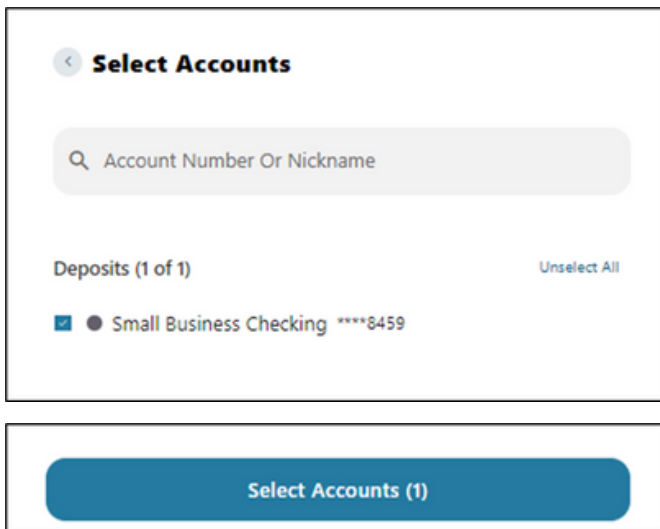 Select Accounts
Account Number Or Nickname
Deposits (1 of 1) Unselect All
Small Business Checking ****8459
Select Accounts (1)